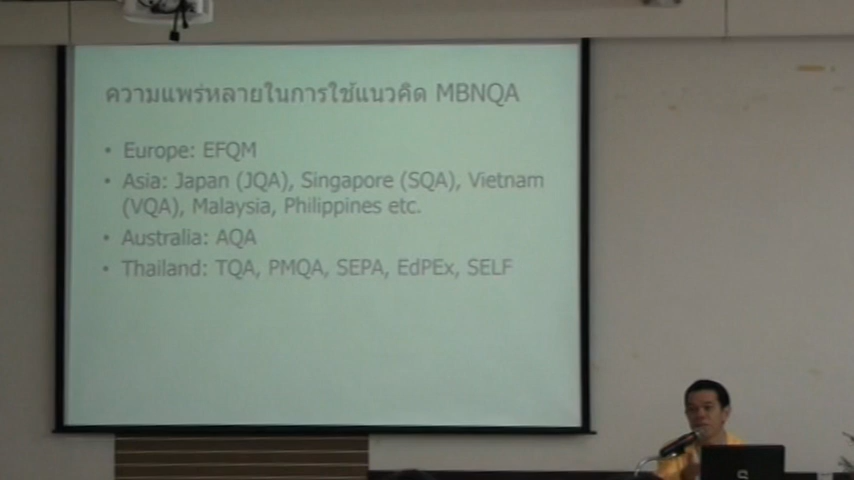 ความแพร่หลายในการใช้แนวคิด MBNQA
• Europe: EFQM
• Asia: Japan (JQA), Singapore (SQA), Vietnam
(VQA), Malaysia, Philippines etc.
• Australia: AQA
• Thailand: TQA, PMQA, SEPA, EdPEx, SELF